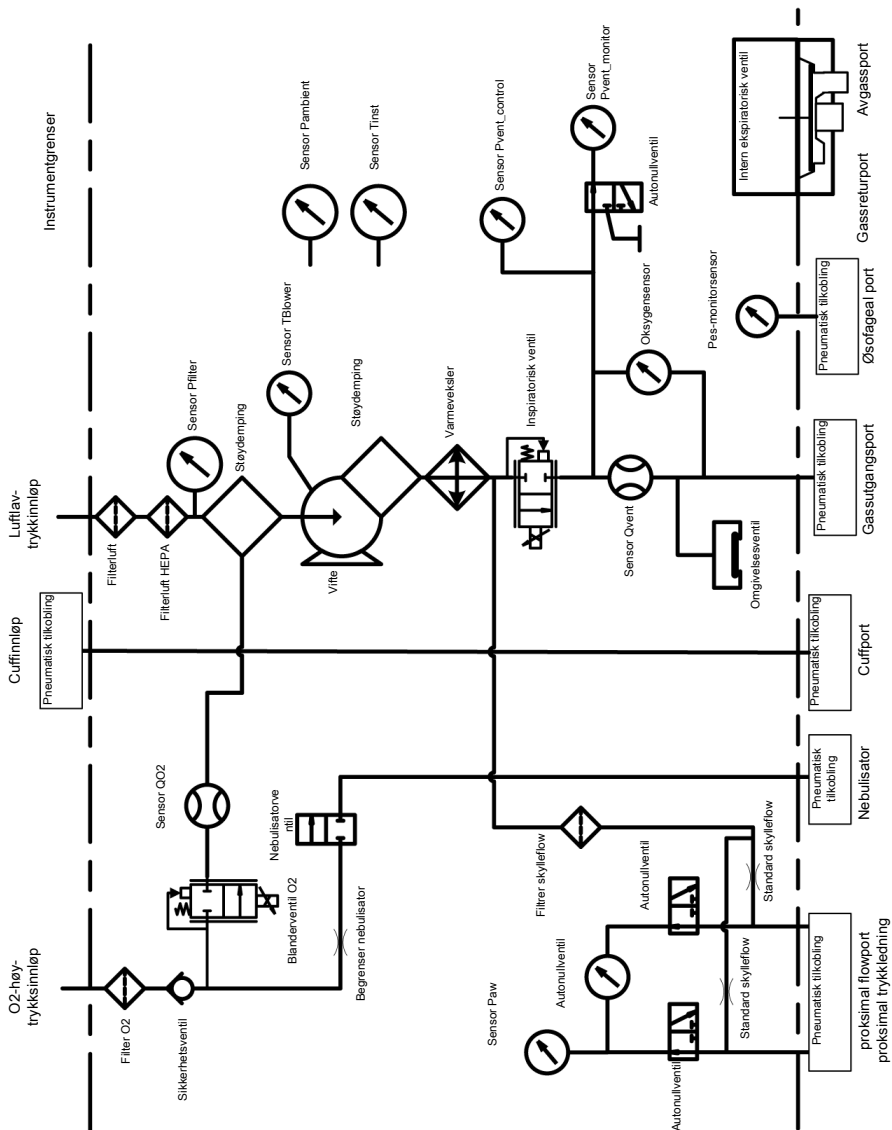 Instrumentgrenser
O2-høy-
trykksinnløp
Cuffinnløp
Pneumatisk tilkobling
Luftlav-
trykkinnløp
Filter O2
Sikkerhetsventil
Blanderventil O2
Sensor QO2
Begrenser nebulisator
Nebulisatorve
ntil
Filterluft
Filterluft HEPA
Sensor Pfilter
Støydemping
Vifte
Sensor TBlower
Støydemping
Varmeveksler
Sensor Pambient
Sensor Tinst
Inspiratorisk ventil
Sensor Qvent
Omgivelsesventil
Oksygensensor
Sensor Pvent_control
Sensor
Pvent_monitor
Autonullventil
Pes-monitorsensor
Sensor Paw
Autonullventil
Autonullventil
Autonullventil
Filtrer skylleflow
Standard skylleflow
Standard skylleflow
Intern ekspiratorisk ventil
Pneumatisk tilkobling
proksimal flowport
proksimal trykkledning
Pneumatisk
tilkobling
Nebulisator
Pneumatisk tilkobling
Cuffport
Pneumatisk tilkobling
Gassutgangsport
Pneumatisk tilkobling
Øsofageal port
Gassreturport
Avgassport